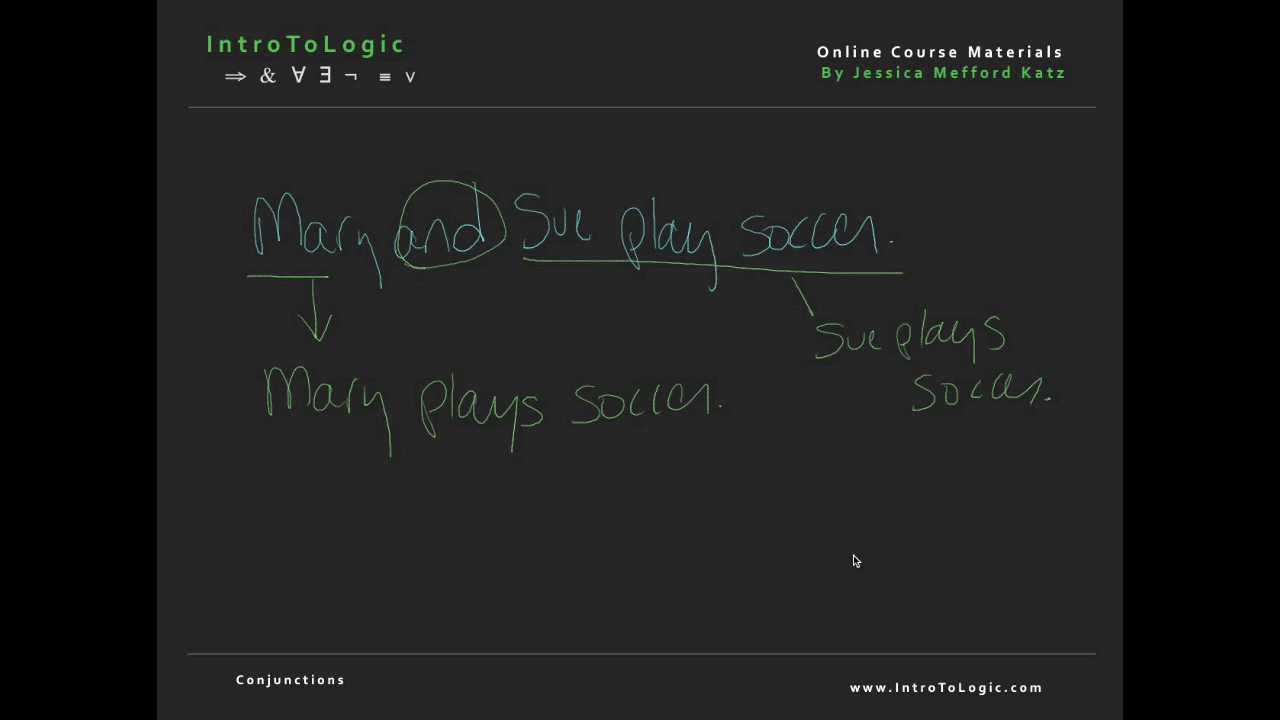 IntroToLogic
⇒ & ∀ ∃ ¬ ≡ ∨
Online Course Materials
By Jessica Mefford Katz
Mary and Sue play soccer.
Sue plays
soccer.
Mary plays soccer.
Conjunctions
www.IntroToLogic.com